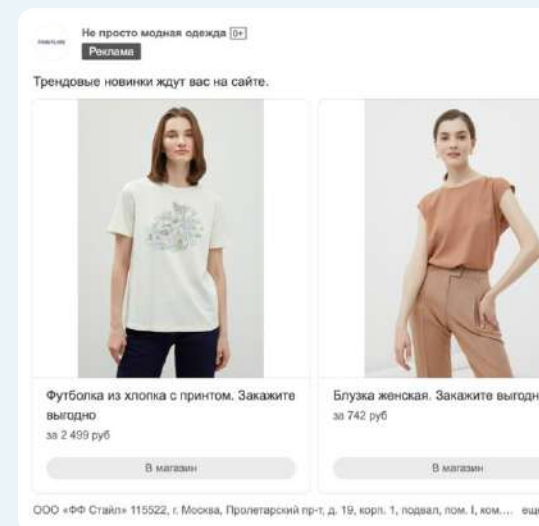 Не просто модная одежда 0+
Реклама
Трендовые новинки ждут вас на сайте.
Футболка из хлопка с принтом. Закажите
выгодно
за 2 499 руб
В магазин
Блузка женская. Закажите выгодн
за 742 руб
В магазин
ООО «ФФ Стайл» 115522, г. Москва, Пролетарский пр-т, д. 19, корп. 1, подвал, пом. I, ком.... ещё